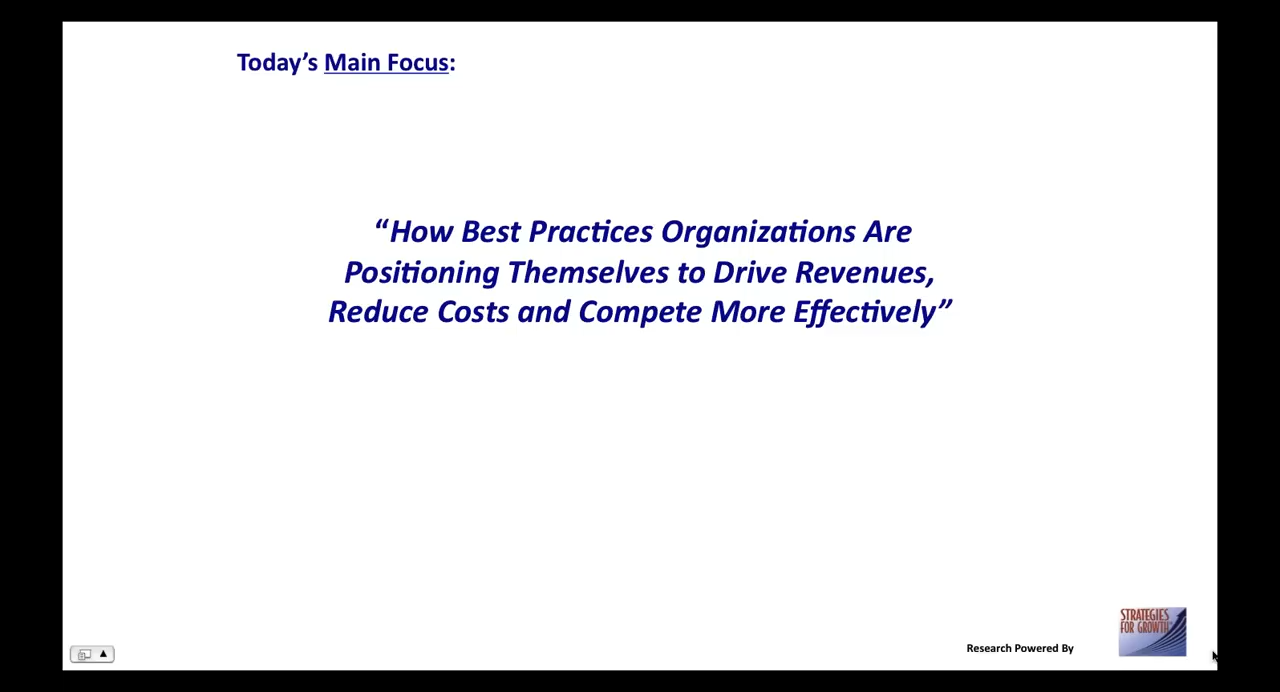 Today’s Main Focus:
“How Best Practices Organizations Are
Positioning Themselves to Drive Revenues,
Reduce Costs and Compete More Effectively”
Research Powered By
STRATEGIES
FOR GROWTH